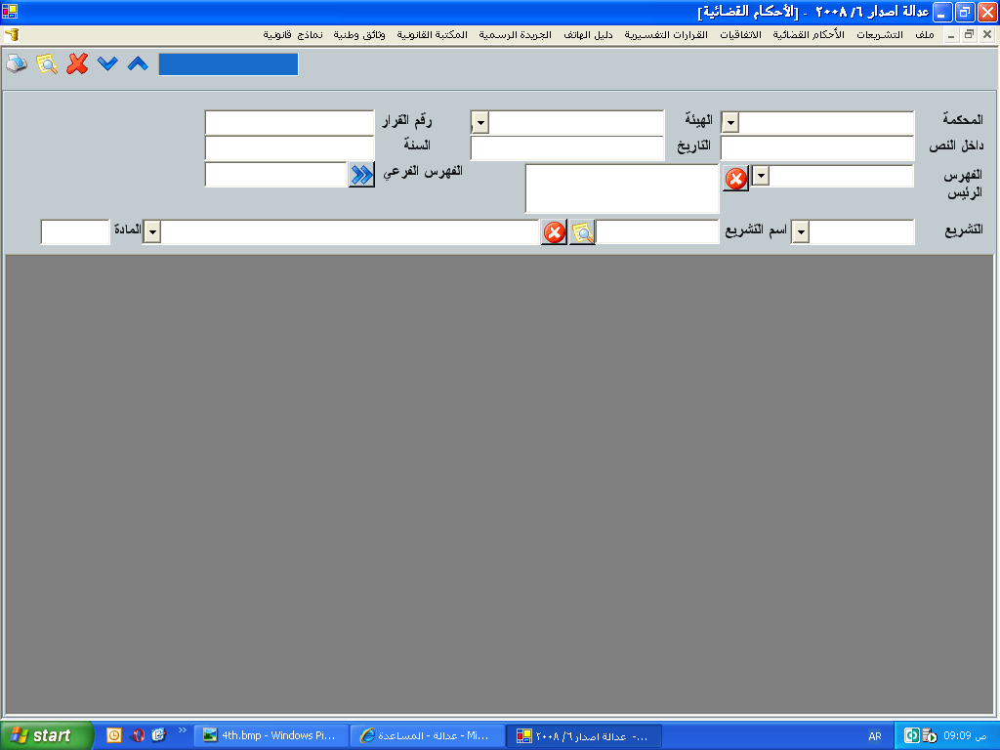 عدالة اصدار ٦/ ٢٠٠٨ - [الأحكام القضائية]
ملف التشريعات الأحكام القضائية الاتفاقيات القرارات التفسيرية دليل الهاتف الجريدة الرسمية المكتبة القانونية وثائق وطنية نماذج قانونية
المحكمة الهيئة رقم القرار
داخل النص التاريخ السنة
الفهرس الرئيس الفهرس الفرعي
التشريع اسم التشريع المادة
start 4th.bmp - Windows Pi... عدالة - المساعدة - Mi... عدالة اصدار ٦/ ٢٠٠٨ -... AR 09:09 ص